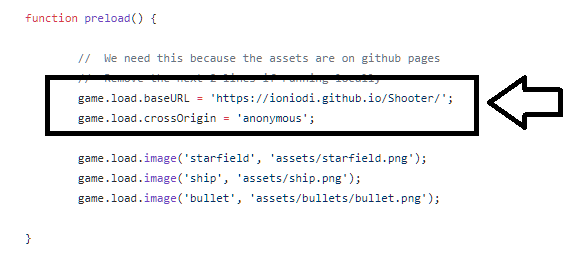 function preload() {
// We need this because the assets are on github pages
// Remove the next 2 lines if running locally
game.load.baseURL = 'https://ioniodi.github.io/Shooter/';
game.load.crossOrigin = 'anonymous';
game.load.image('starfield', 'assets/starfield.png');
game.load.image('ship', 'assets/ship.png');
game.load.image('bullet', 'assets/bullets/bullet.png');
}